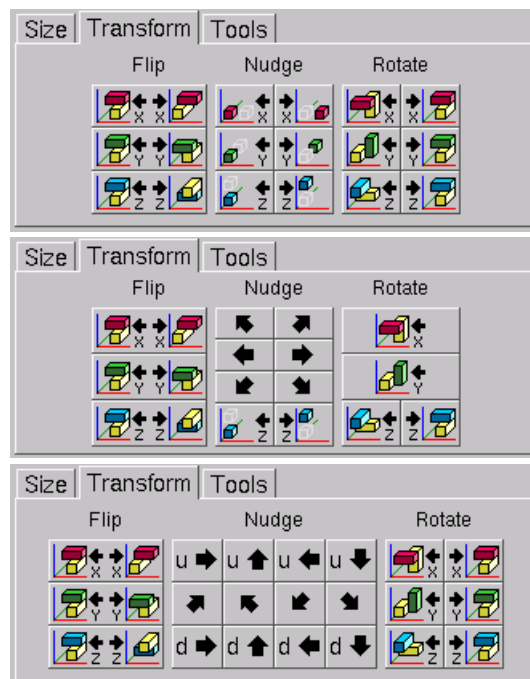 Size Transform Tools
Flip Nudge Rotate
X X X X X X
Y Y Y Y Y Y
Z Z Z Z Z Z
Size Transform Tools
Flip Nudge Rotate
X X X
Y Y Y
Z Z Z Z Z Z
Size Transform Tools
Flip Nudge Rotate
X X u u u u X X
Y Y Y Y
Z Z d d d d Z Z